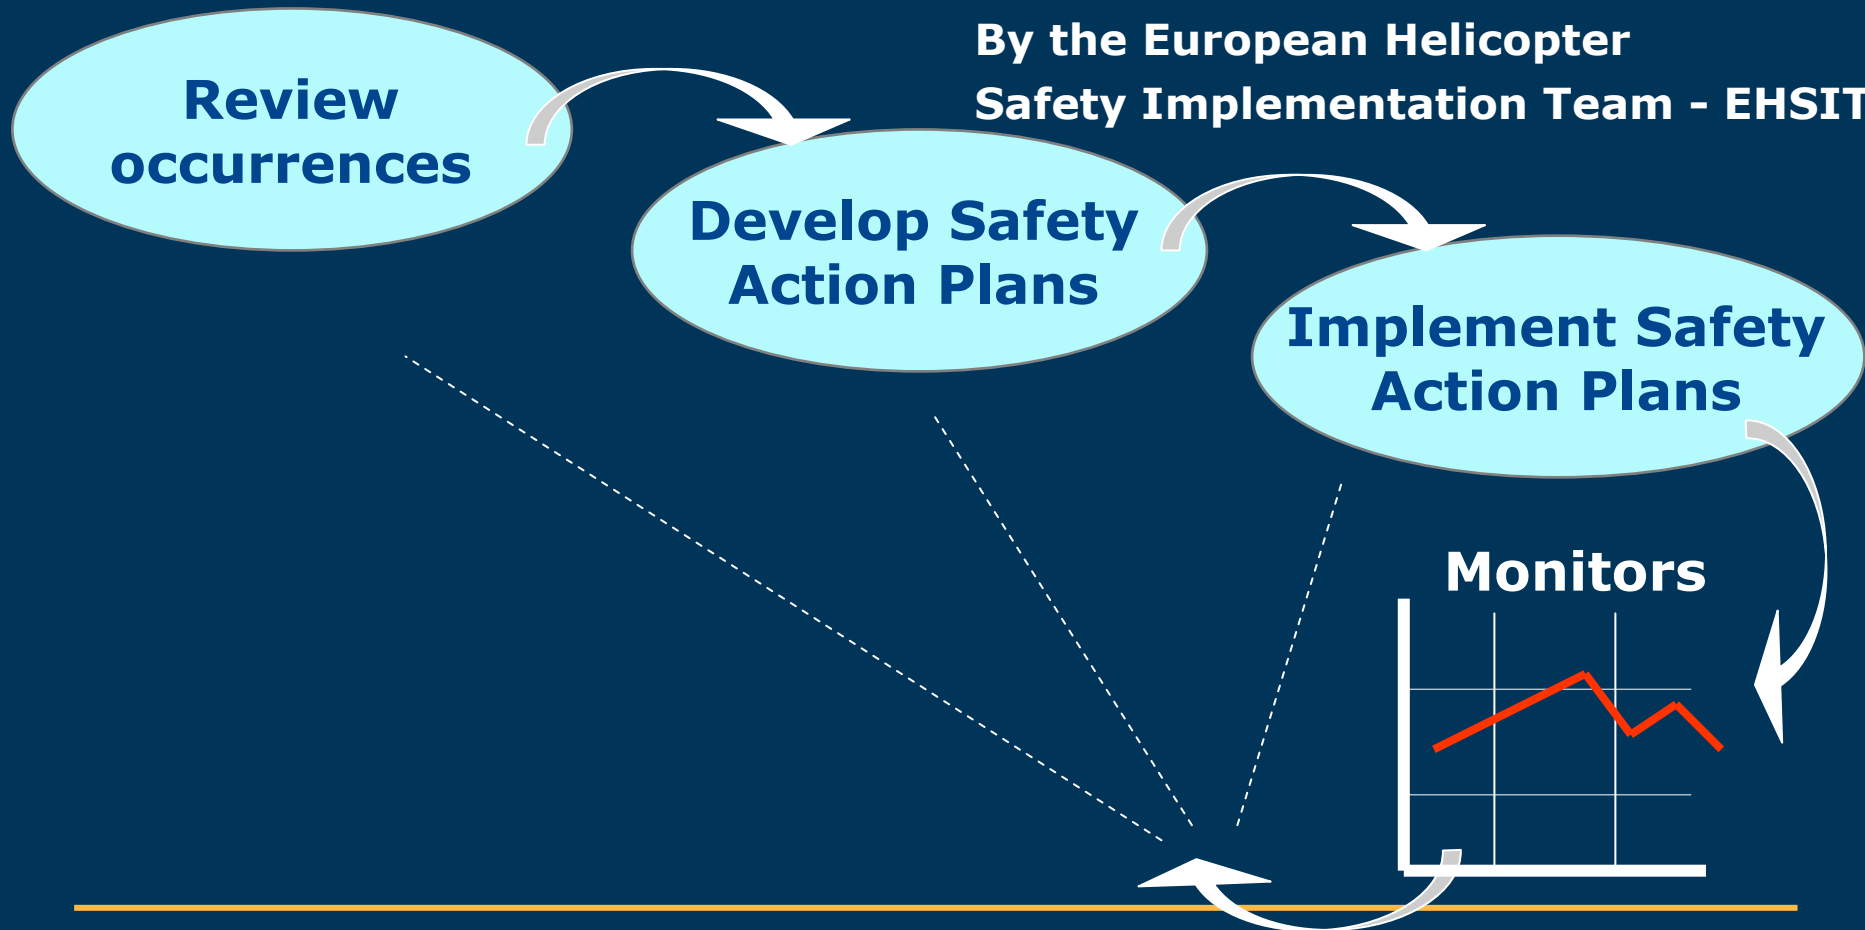 By the European Helicopter
Safety Implementation Team - EHSIT
Review
occurrences
Develop Safety
Action Plans
Implement Safety
Action Plans
Monitors